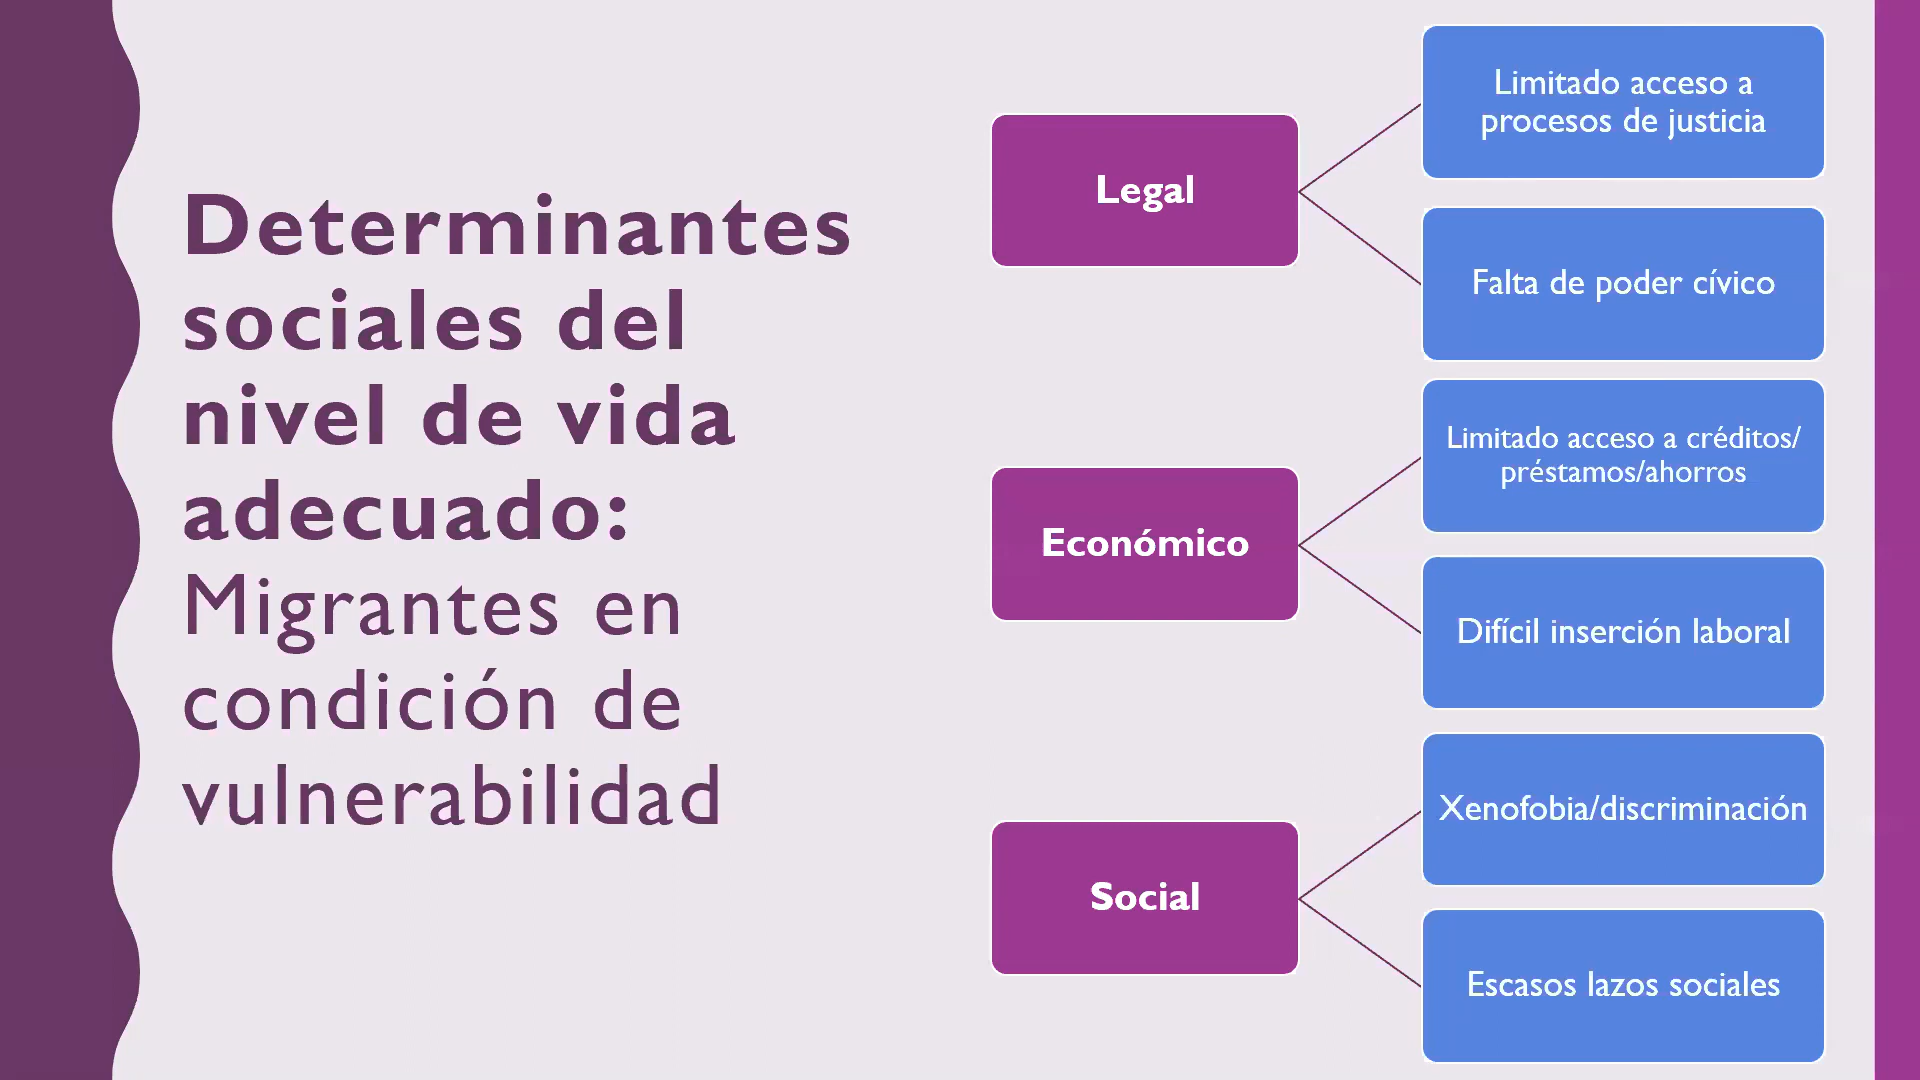 Determinantes
sociales del
nivel de vida
adecuado:
Migrantes en
condición de
vulnerabilidad
Legal
Limitado acceso a
procesos de justicia
Falta de poder cívico
Económico
Limitado acceso a créditos/
préstamos/ahorros
Difícil inserción laboral
Social
Xenofobia/discriminación
Escasos lazos sociales